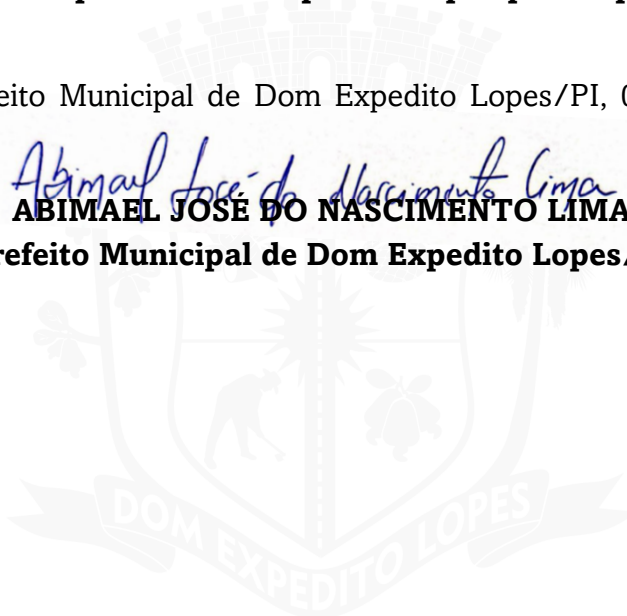 eito Municipal de Dom Expedito Lopes/PI, 0
Abimael José do Nascimento Lima
ABIMAEL JOSÉ DO NASCIMENTO LIMA
refeito Municipal de Dom Expedito Lopes/
DOM EXPEDITO LOPES